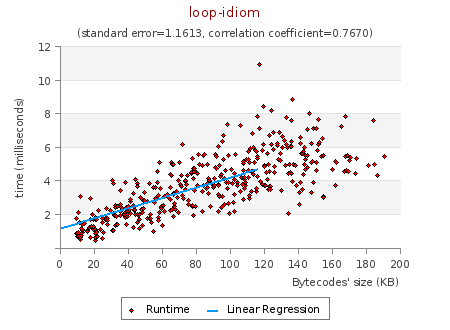 loop-idiom
(standard error=1.1613, correlation coefficient=0.7670)
time (milliseconds)
12
10
8
6
4
2
0 20 40 60 80 100 120 140 160 180 200
Bytecodes' size (KB)
Runtime Linear Regression